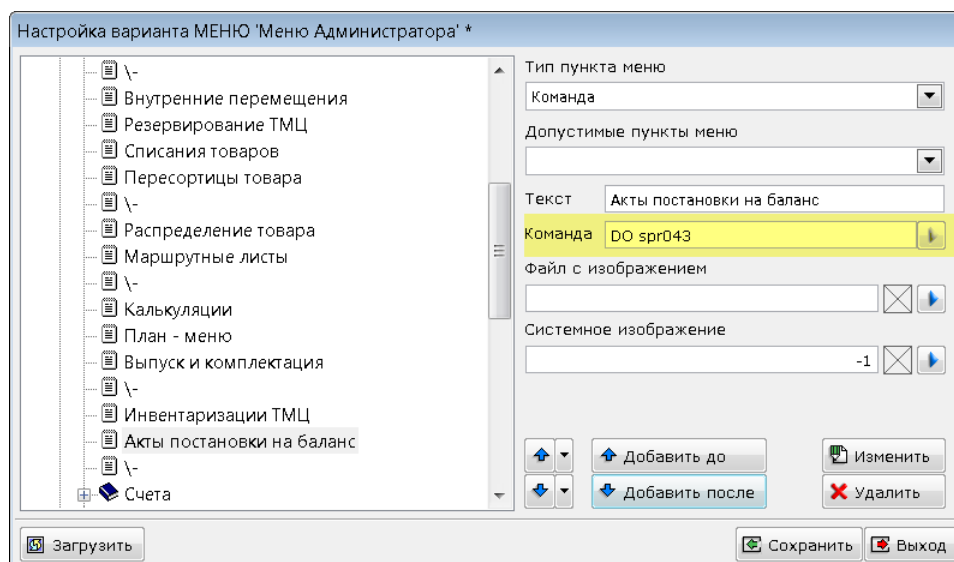 Настройка варианта МЕНЮ 'Меню Администратора' *
\-
Внутренние перемещения
Резервирование ТМЦ
Списания товаров
Пересортицы товара
\-
Распределение товара
Маршрутные листы
\-
Калькуляции
План - меню
Выпуск и комплектация
\-
Инвентаризации ТМЦ
Акты постановки на баланс
\-
Счета
Тип пункта меню
Команда
Допустимые пункты меню
Текст Акты постановки на баланс
Команда DO spr043
Файл с изображением
Системное изображение
-1
Добавить до
Изменить
Добавить после
Удалить
Загрузить
Сохранить
Выход